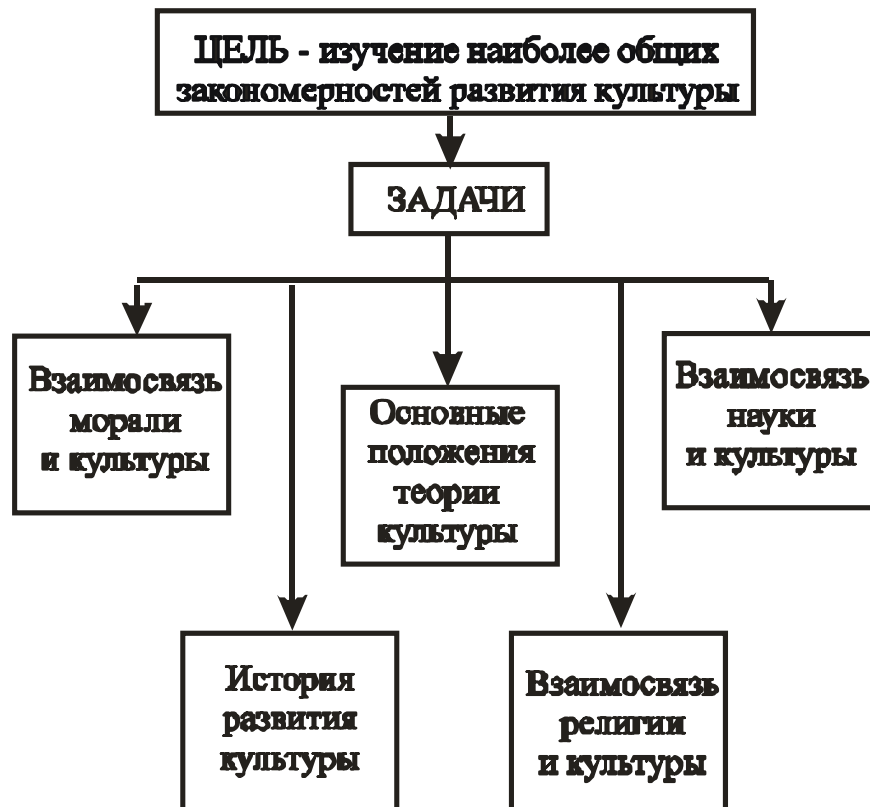 ЦЕЛЬ - изучение наиболее общих
закономерностей развития культуры
ЗАДАЧИ
Взаимосвязь
морали
и культуры
История
развития
культуры
Основные
положения
теории
культуры
Взаимосвязь
религии
и культуры
Взаимосвязь
науки
и культуры